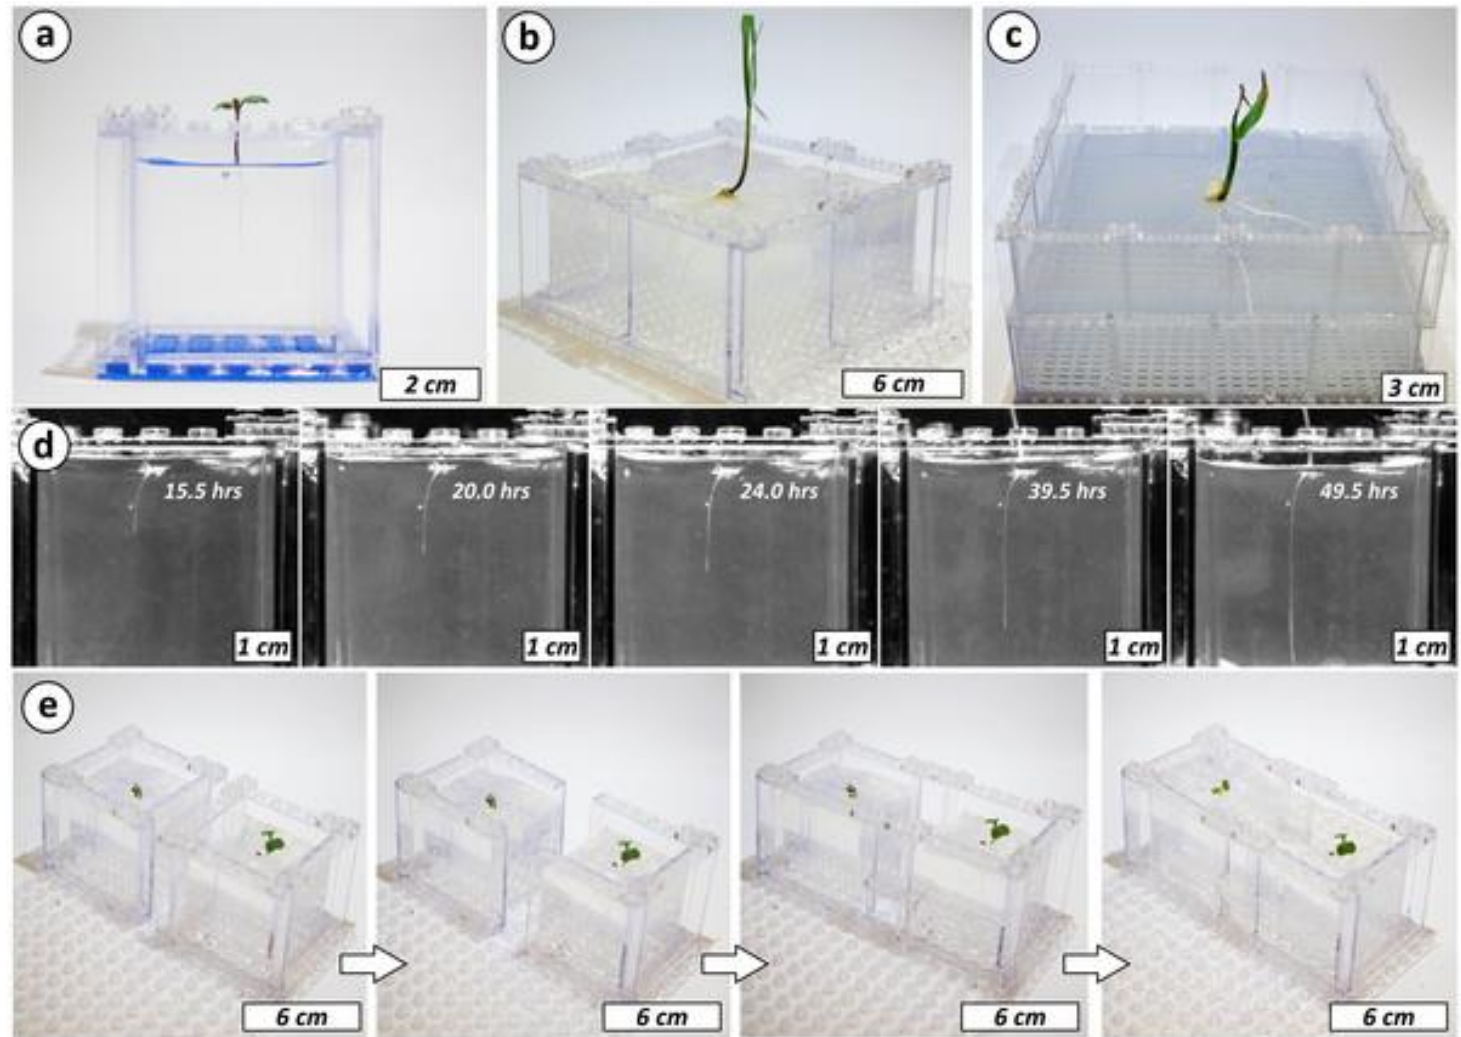 a
b
c
2 cm
6 cm
3 cm
d
15.5 hrs
20.0 hrs
24.0 hrs
39.5 hrs
49.5 hrs
1 cm
1 cm
1 cm
1 cm
1 cm
e
6 cm
6 cm
6 cm
6 cm